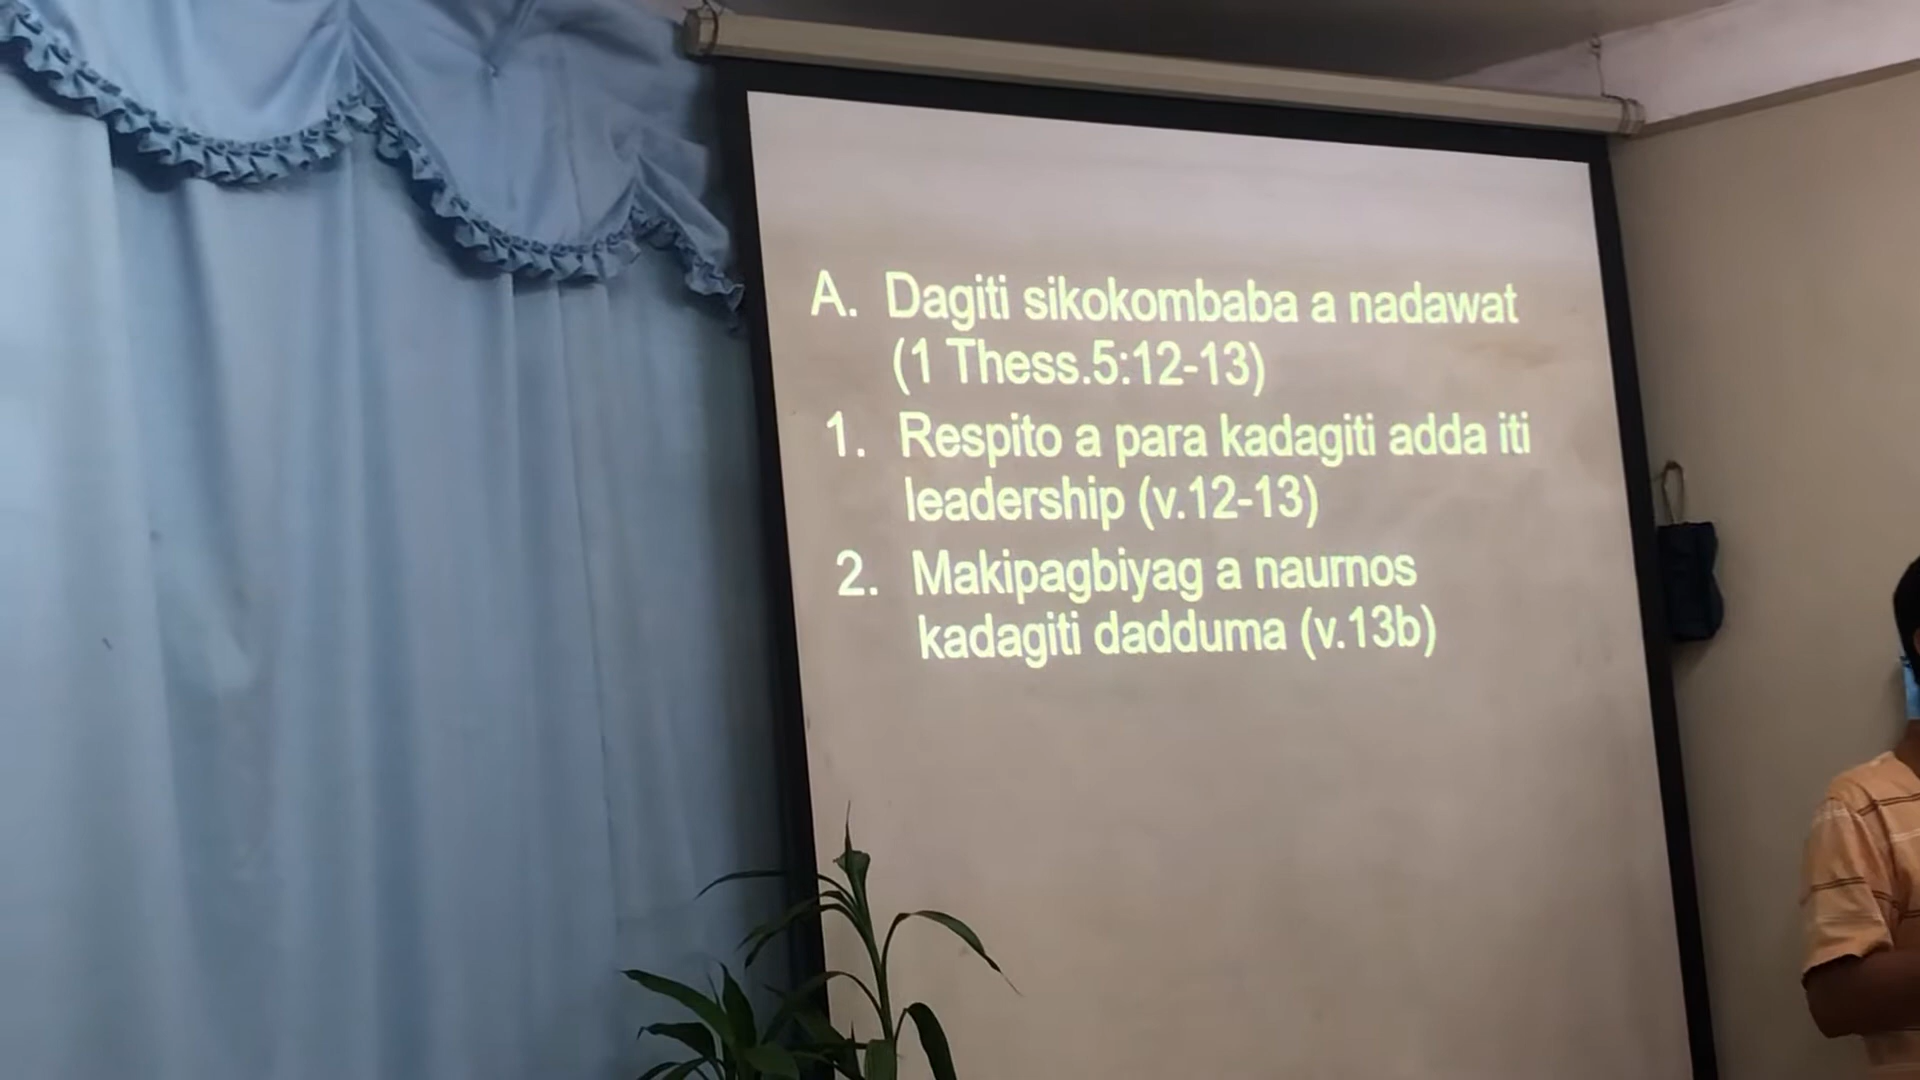 A. Dagiti sikokombaba a nadawat
(1 Thess.5:12-13)
1. Respito a para kadagiti adda iti
leadership (v.12-13)
2. Makipagbiyag a naurnos
kadagiti dadduma (v.13b)